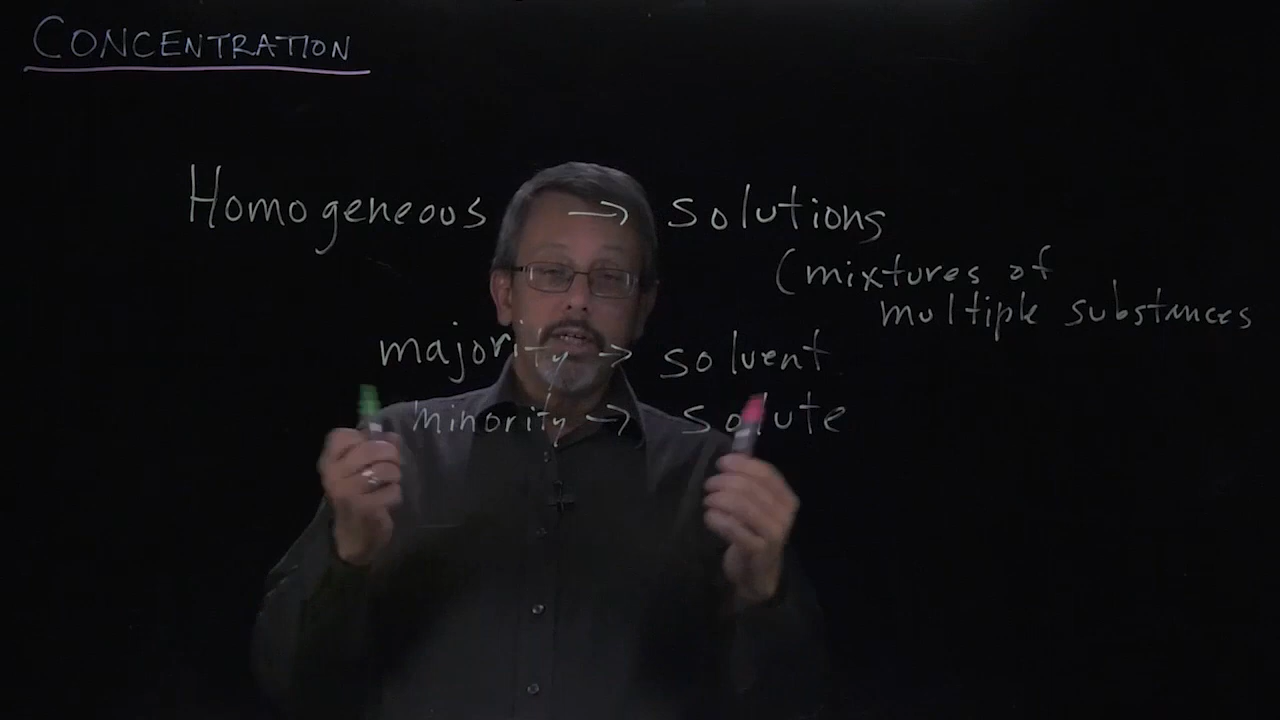 CONCENTRATION
Homogeneous → solutions
(mixtures of
multiple substances
majority → solvent
minority → solute